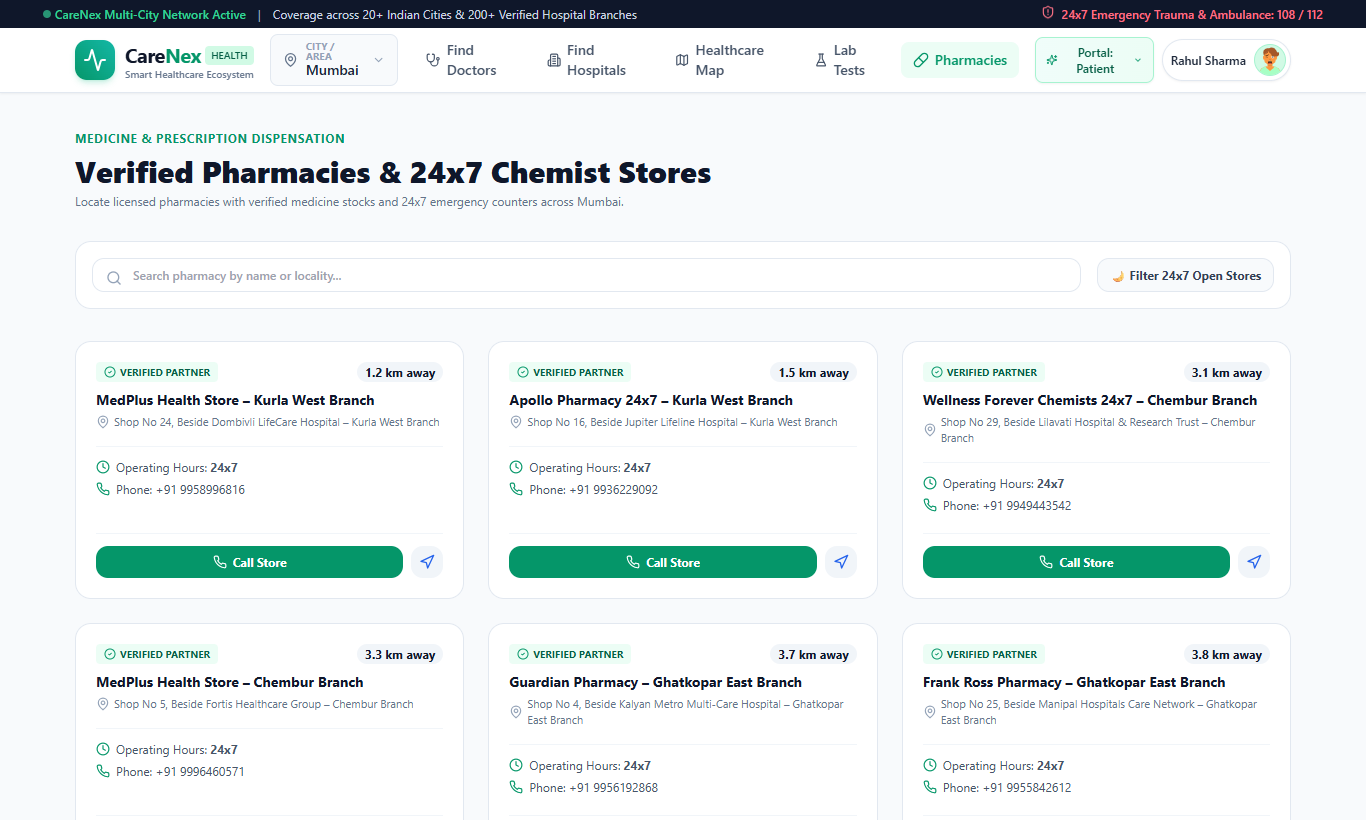 CareNex Multi-City Network Active | Coverage across 20+ Indian Cities & 200+ Verified Hospital Branches
24x7 Emergency Trauma & Ambulance: 108 / 112
CareNex HEALTH
Smart Healthcare Ecosystem
CITY / AREA
Mumbai
Find Doctors
Find Hospitals
Healthcare Map
Lab Tests
Pharmacies
Portal: Patient
Rahul Sharma
MEDICINE & PRESCRIPTION DISPENSATION
Verified Pharmacies & 24x7 Chemist Stores
Locate licensed pharmacies with verified medicine stocks and 24x7 emergency counters across Mumbai.
Search pharmacy by name or locality...
🌙 Filter 24x7 Open Stores
VERIFIED PARTNER
1.2 km away
MedPlus Health Store – Kurla West Branch
Shop No 24, Beside Dombivli LifeCare Hospital – Kurla West Branch
Operating Hours: 24x7
Phone: +91 9958996816
Call Store
VERIFIED PARTNER
1.5 km away
Apollo Pharmacy 24x7 – Kurla West Branch
Shop No 16, Beside Jupiter Lifeline Hospital – Kurla West Branch
Operating Hours: 24x7
Phone: +91 9936229092
Call Store
VERIFIED PARTNER
3.1 km away
Wellness Forever Chemists 24x7 – Chembur Branch
Shop No 29, Beside Lilavati Hospital & Research Trust – Chembur
Branch
Operating Hours: 24x7
Phone: +91 9949443542
Call Store
VERIFIED PARTNER
3.3 km away
MedPlus Health Store – Chembur Branch
Shop No 5, Beside Fortis Healthcare Group – Chembur Branch
Operating Hours: 24x7
Phone: +91 9996460571
VERIFIED PARTNER
3.7 km away
Guardian Pharmacy – Ghatkopar East Branch
Shop No 4, Beside Kalyan Metro Multi-Care Hospital – Ghatkopar
East Branch
Operating Hours: 24x7
Phone: +91 9956192868
VERIFIED PARTNER
3.8 km away
Frank Ross Pharmacy – Ghatkopar East Branch
Shop No 25, Beside Manipal Hospitals Care Network – Ghatkopar
East Branch
Operating Hours: 24x7
Phone: +91 9955842612